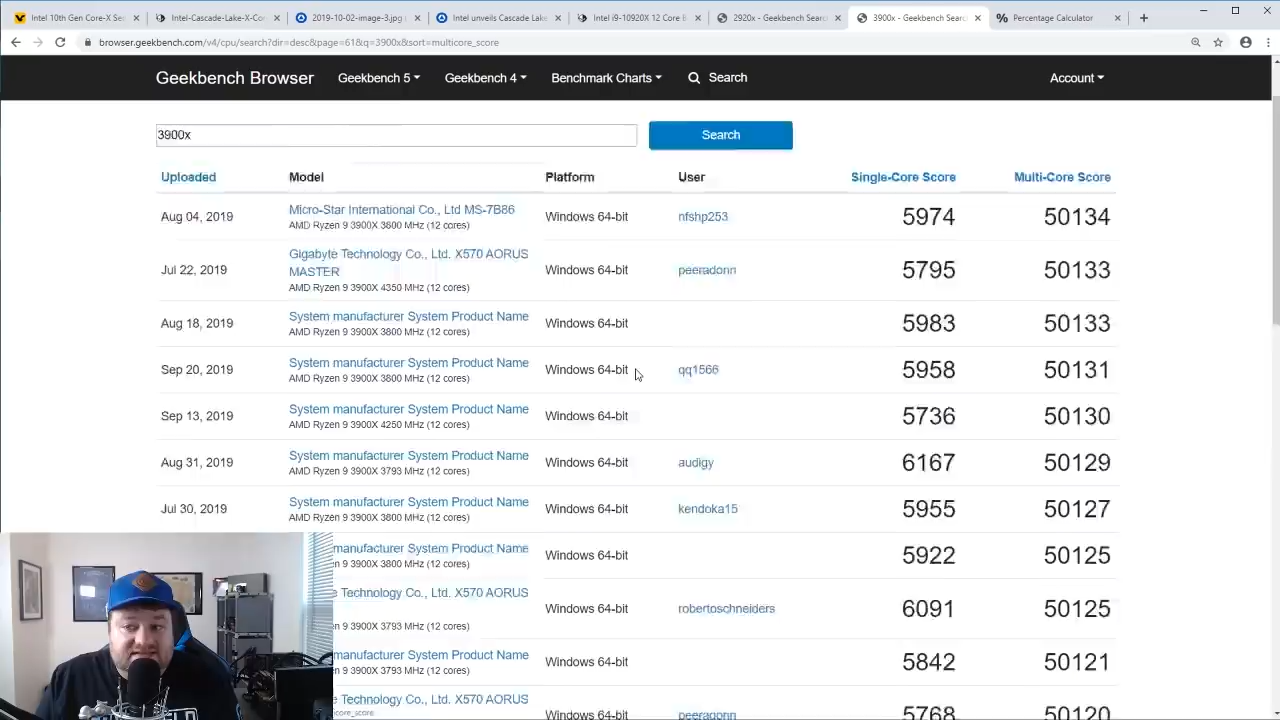 Intel 10th Gen Core-X Se
Intel-Cascade-Lake-X-Cor
2019-10-02-image-3.jpg
Intel unveils Cascade Lake
Intel i9-10920X 12 Core B
2920x - Geekbench Search
3900x - Geekbench Search
Percentage Calculator
browser.geekbench.com/v4/cpu/search?dir=desc&page=61&q=3900x&sort=multicore_score
Geekbench Browser Geekbench 5 Geekbench 4 Benchmark Charts Search Account
3900x Search
Uploaded Model Platform User Single-Core Score Multi-Core Score
Aug 04, 2019 Micro-Star International Co., Ltd MS-7B86 Windows 64-bit nfshp253 5974 50134
AMD Ryzen 9 3900X 3800 MHz (12 cores)
Jul 22, 2019 Gigabyte Technology Co., Ltd. X570 AORUS MASTER Windows 64-bit peeradonn 5795 50133
AMD Ryzen 9 3900X 4350 MHz (12 cores)
Aug 18, 2019 System manufacturer System Product Name Windows 64-bit 5983 50133
AMD Ryzen 9 3900X 3800 MHz (12 cores)
Sep 20, 2019 System manufacturer System Product Name Windows 64-bit qq1566 5958 50131
AMD Ryzen 9 3900X 3800 MHz (12 cores)
Sep 13, 2019 System manufacturer System Product Name Windows 64-bit 5736 50130
AMD Ryzen 9 3900X 4250 MHz (12 cores)
Aug 31, 2019 System manufacturer System Product Name Windows 64-bit audigy 6167 50129
AMD Ryzen 9 3900X 3793 MHz (12 cores)
Jul 30, 2019 System manufacturer System Product Name Windows 64-bit kendoka15 5955 50127
AMD Ryzen 9 3900X 3800 MHz (12 cores)
manufacturer System Product Name Windows 64-bit 5922 50125
n 9 3900X 3800 MHz (12 cores)
Technology Co., Ltd. X570 AORUS Windows 64-bit robertoschneiders 6091 50125
n 9 3900X 3793 MHz (12 cores)
manufacturer System Product Name Windows 64-bit 5842 50121
n 9 3900X 3793 MHz (12 cores)
Technology Co., Ltd. X570 AORUS Windows 64-bit peeradonn 5768 50120
core_score